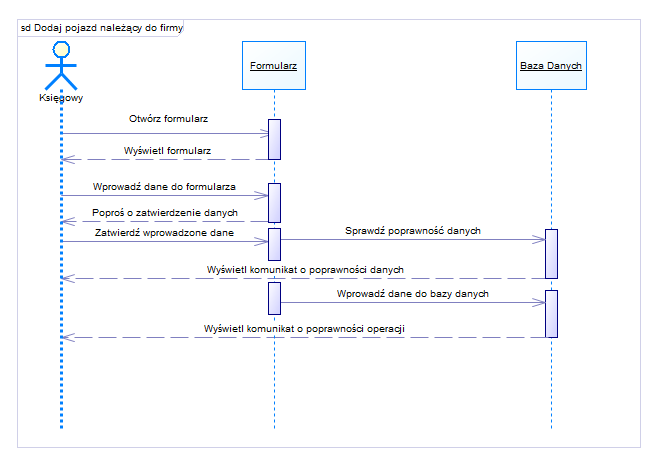 sd Dodaj pojazd należący do firmy
Księgowy
Formularz
Baza Danych
Otwórz formularz
Wyświetl formularz
Wprowadź dane do formularza
Poproś o zatwierdzenie danych
Zatwierdź wprowadzone dane
Sprawdź poprawność danych
Wyświetl komunikat o poprawności danych
Wprowadź dane do bazy danych
Wyświetl komunikat o poprawności operacji